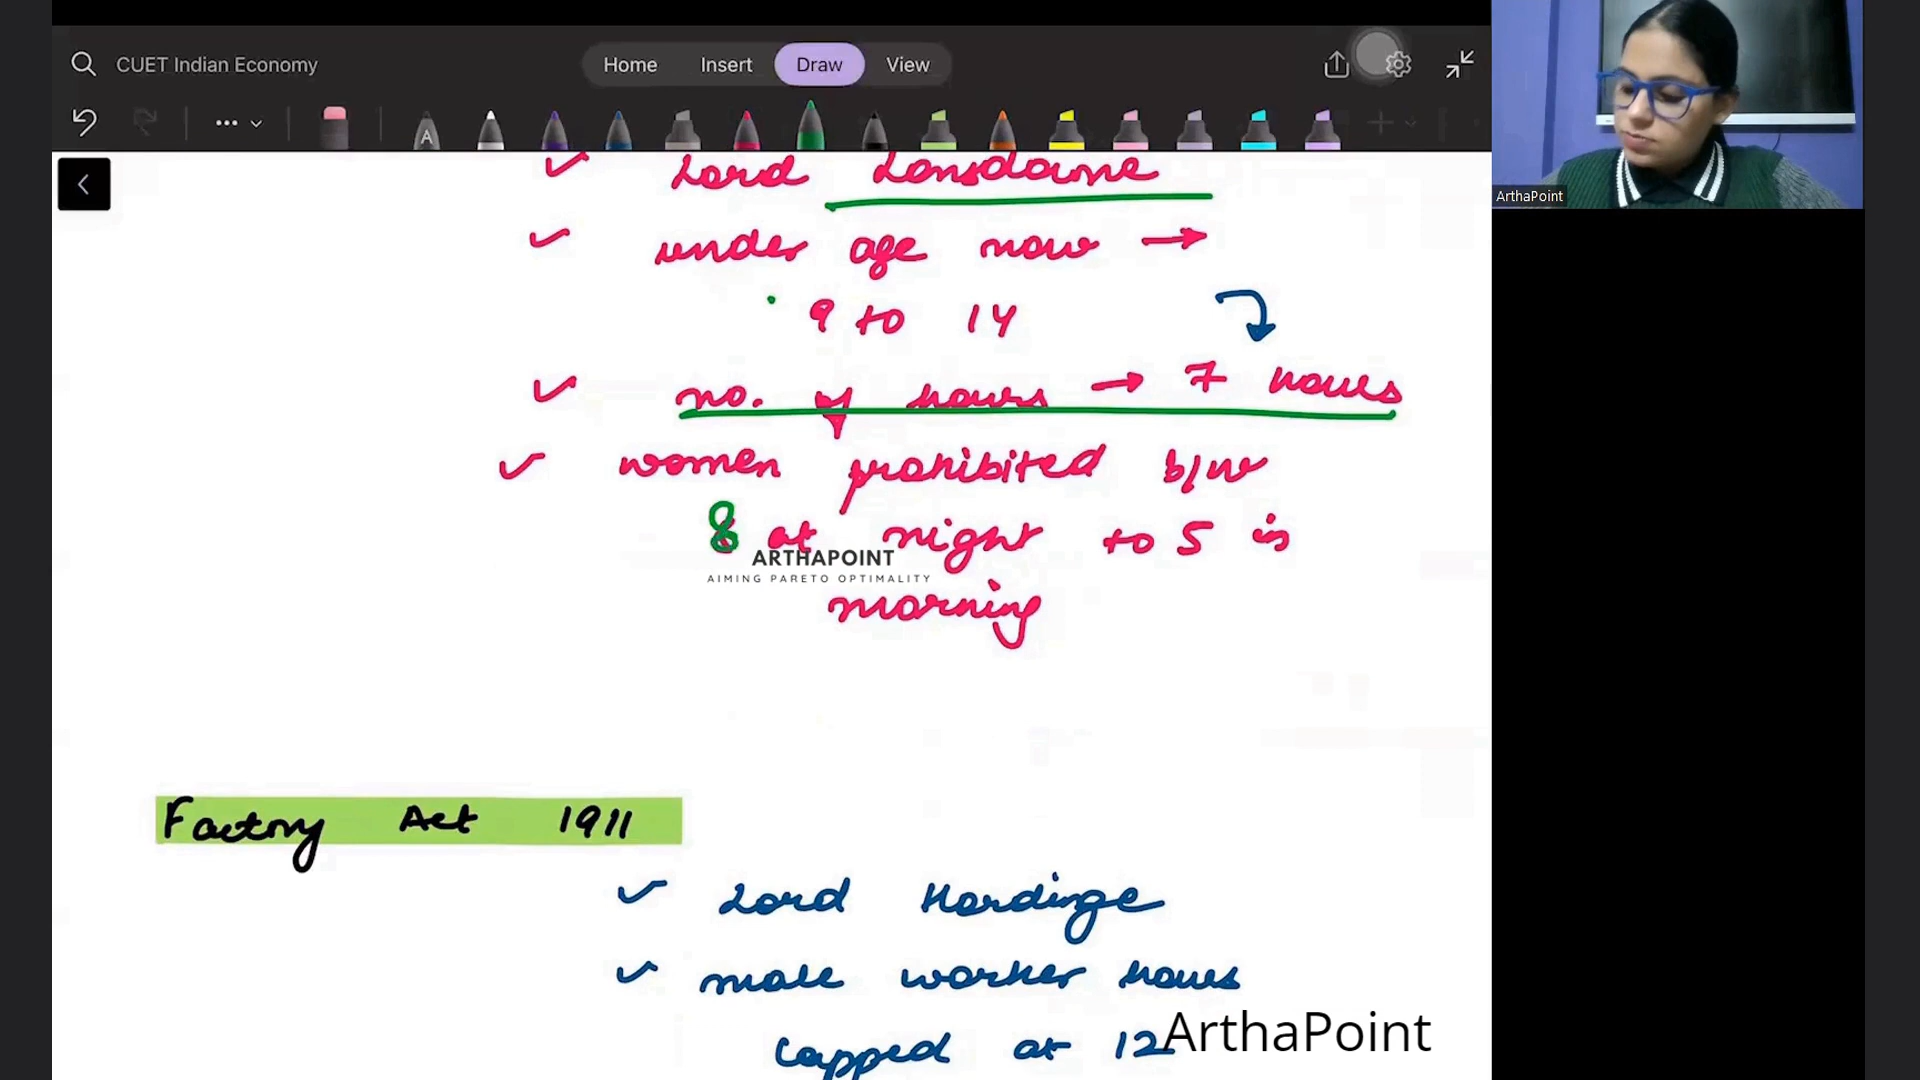 CUET Indian Economy
Home Insert Draw View
ArthaPoint
Lord Lansdowne
under age now →
9 to 14
no. of hours → 7 hours
women prohibited b/w
8 at night to 5 in
ARTHAPOINT
AIMING PARETO OPTIMALITY
morning
Factory Act 1911
Lord Hardinge
male worker hours
capped at 12
ArthaPoint